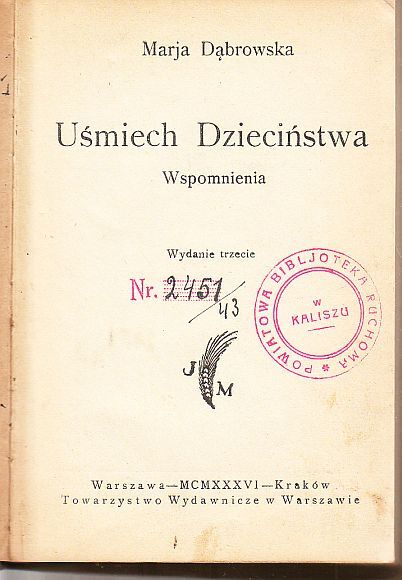 Marja Dąbrowska
Uśmiech Dzieciństwa
Wspomnienia
Wydanie trzecie
Nr. 2451/43
POWIATOWA BIBLJOTEKA RUCHOMA *
W
KALISZU
J M
Warszawa—MCMXXXVI—Kraków
Towarzystwo Wydawnicze w Warszawie